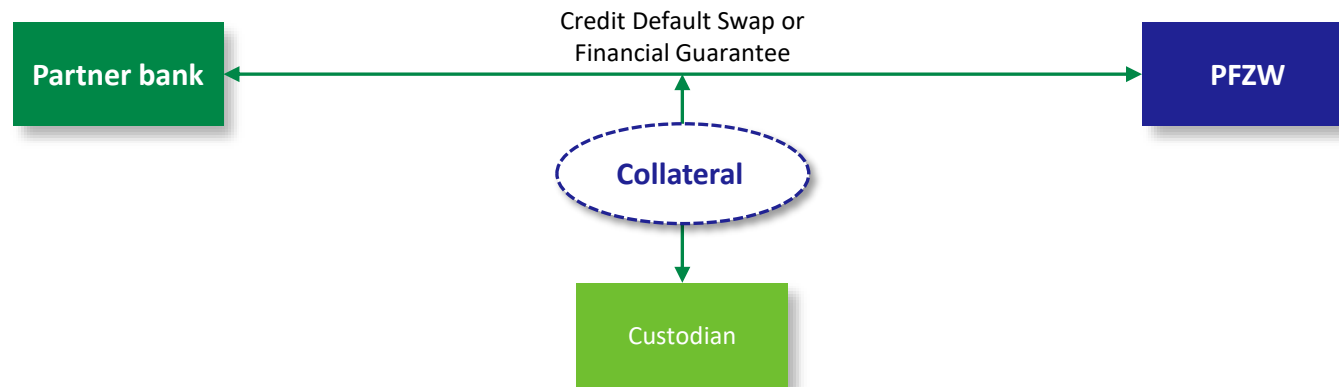 Credit Default Swap or
Financial Guarantee
Partner bank
PFZW
Collateral
Custodian